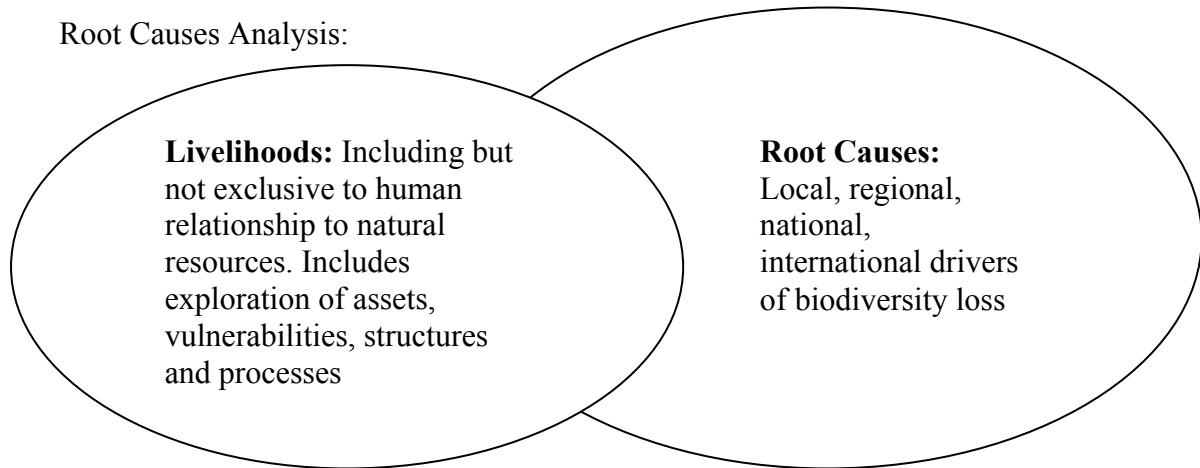 Root Causes Analysis:
Livelihoods: Including but
not exclusive to human
relationship to natural
resources. Includes
exploration of assets,
vulnerabilities, structures
and processes
Root Causes:
Local, regional,
national,
international drivers
of biodiversity loss